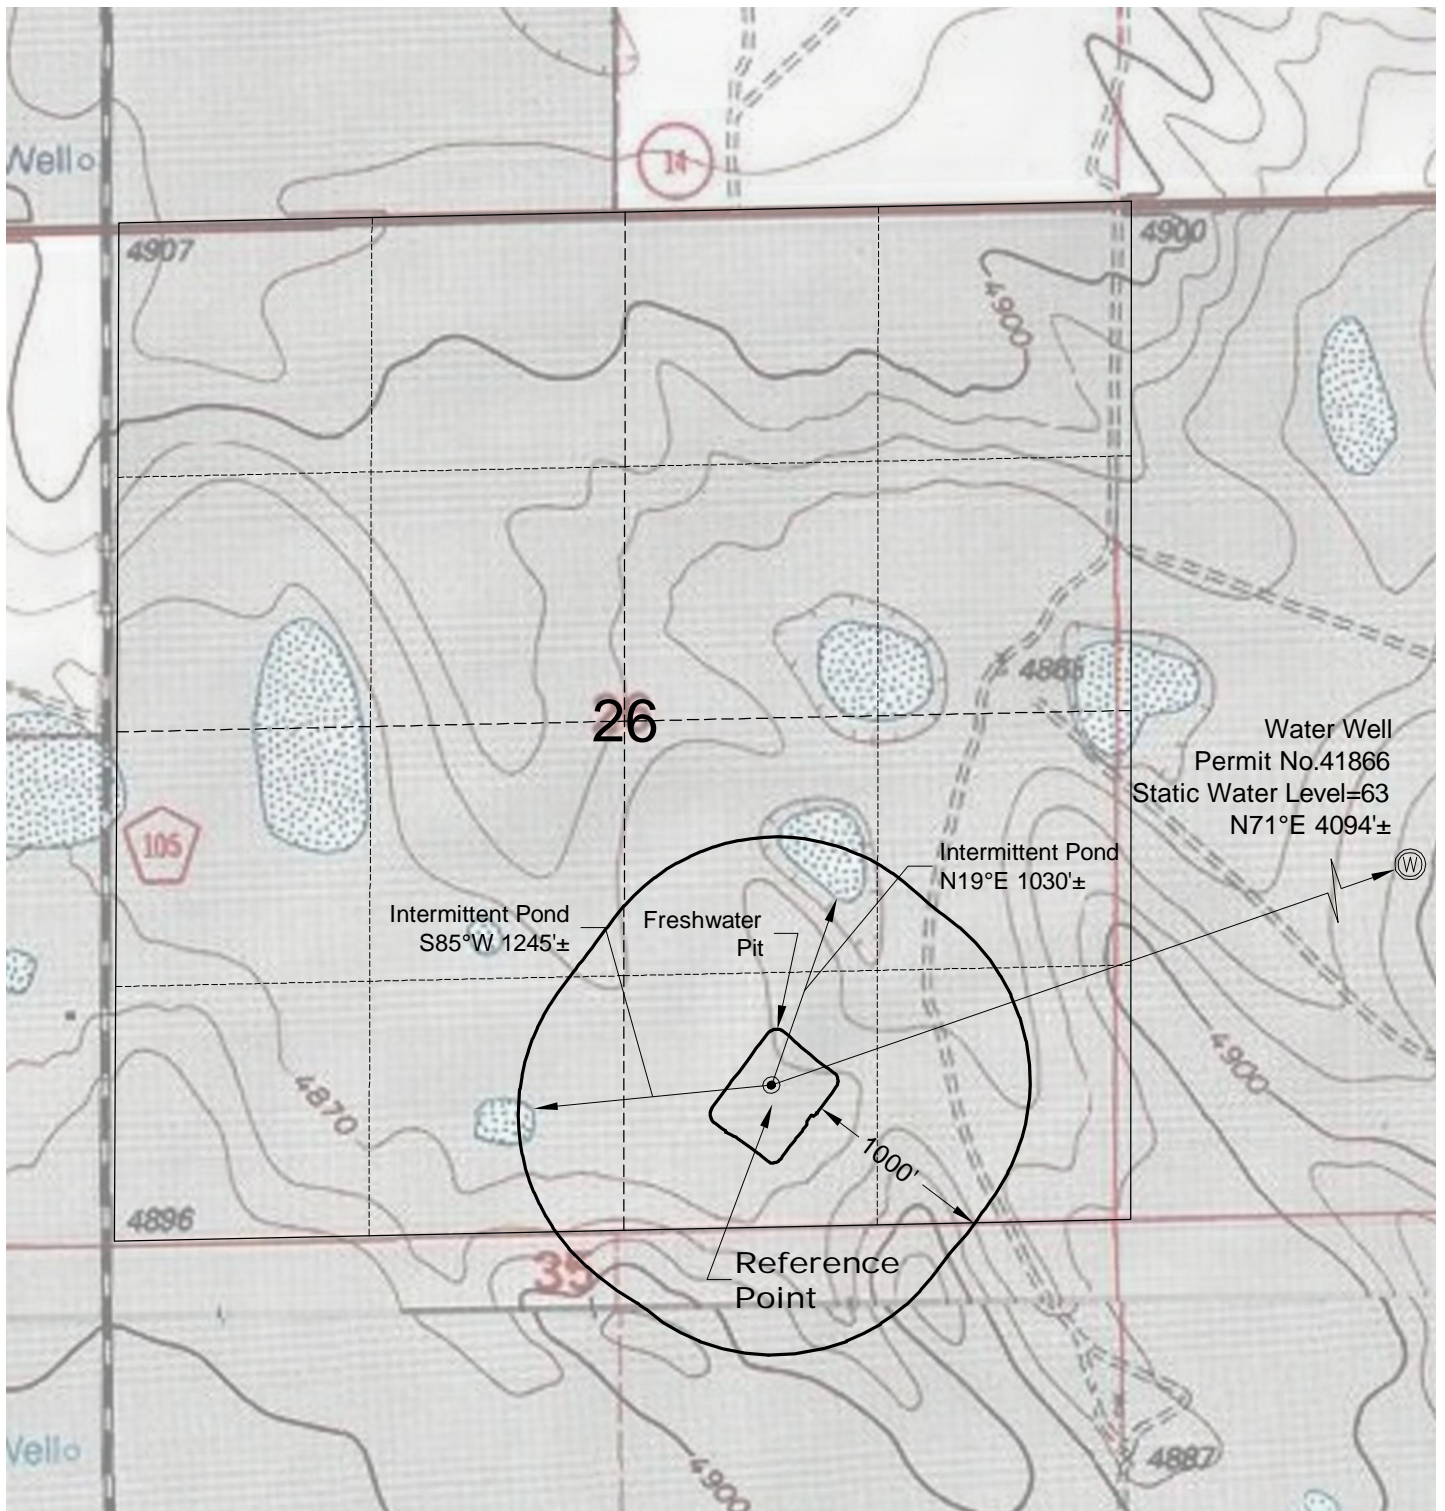 14
Well
4907
4900
4900
4865
26
Water Well
Permit No.41866
Static Water Level=63
N71°E 4094'±
105
Intermittent Pond
N19°E 1030'±
Intermittent Pond
S85°W 1245'±
Freshwater
Pit
W
4900
4870
1000'
4896
35
Reference
Point
Well
4887
4900